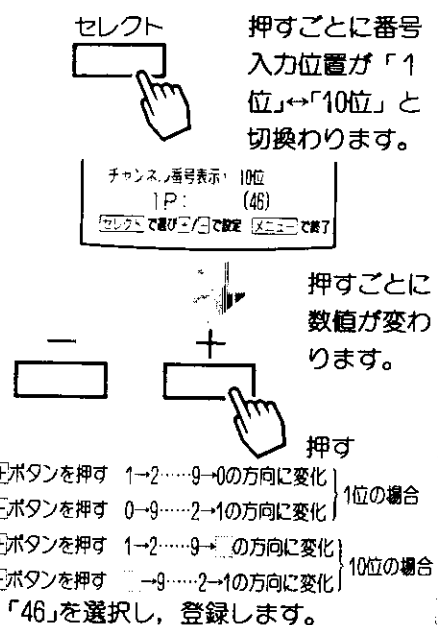 セレクト
押すごとに番号
入力位置が「1
位」↔「10位」と
切換わります。
チャンネル番号表示: 10位
1P: (46)
セレクト で選び +/− で設定 メニュー で終了
押すごとに
数値が変わ
ります。
− +
押す
ボタンを押す 1→2……9→0の方向に変化
ボタンを押す 0→9……2→1の方向に変化
1位の場合
ボタンを押す 1→2……9→ の方向に変化
ボタンを押す →9……2→1の方向に変化
10位の場合
「46」を選択し，登録します。